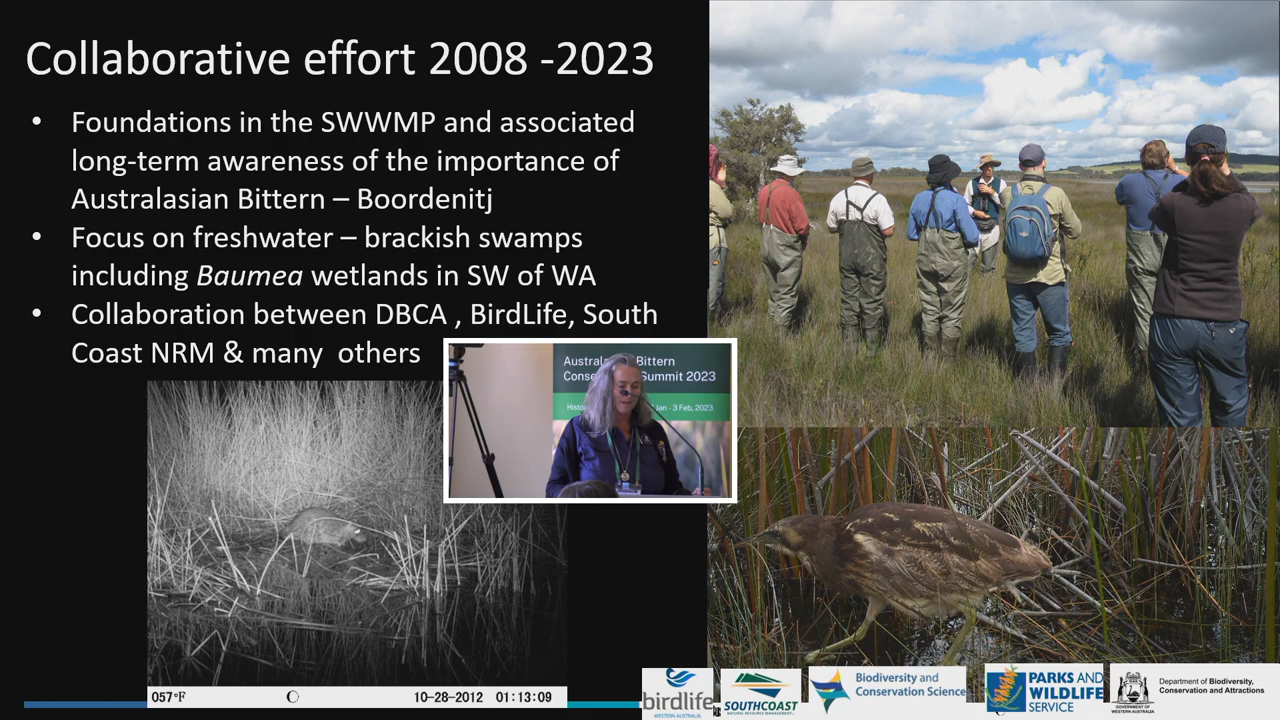 Collaborative effort 2008 -2023
• Foundations in the SWWMP and associated
long-term awareness of the importance of
Australasian Bittern – Boordenitj
• Focus on freshwater – brackish swamps
including Baumea wetlands in SW of WA
• Collaboration between DBCA , BirdLife, South
Coast NRM & many others
Bittern
Summit 2023
3 Feb, 2023
057°F
10-28-2012 01:13:09
birdlife
WESTERN AUSTRALIA
SOUTHCOAST
NATURAL RESOURCE MANAGEMENT
Biodiversity and
Conservation Science
PARKS AND
WILDLIFE
SERVICE
GOVERNMENT OF
WESTERN AUSTRALIA
Department of Biodiversity,
Conservation and Attractions